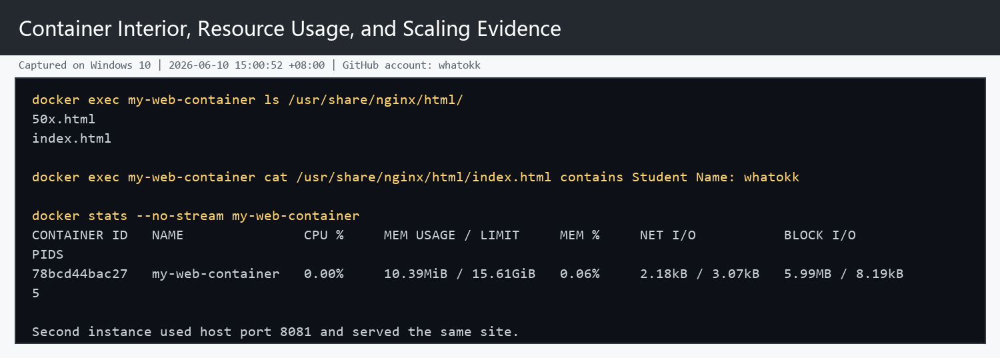 Container Interior, Resource Usage, and Scaling Evidence
Captured on Windows 10 | 2026-06-10 15:00:52 +08:00 | GitHub account: whatokk
docker exec my-web-container ls /usr/share/nginx/html/
50x.html
index.html
docker exec my-web-container cat /usr/share/nginx/html/index.html contains Student Name: whatokk
docker stats --no-stream my-web-container
CONTAINER ID   NAME               CPU %     MEM USAGE / LIMIT     MEM %     NET I/O           BLOCK I/O
PIDS
78bcd44bac27   my-web-container   0.00%     10.39MiB / 15.61GiB   0.06%     2.18kB / 3.07kB   5.99MB / 8.19kB
5
Second instance used host port 8081 and served the same site.